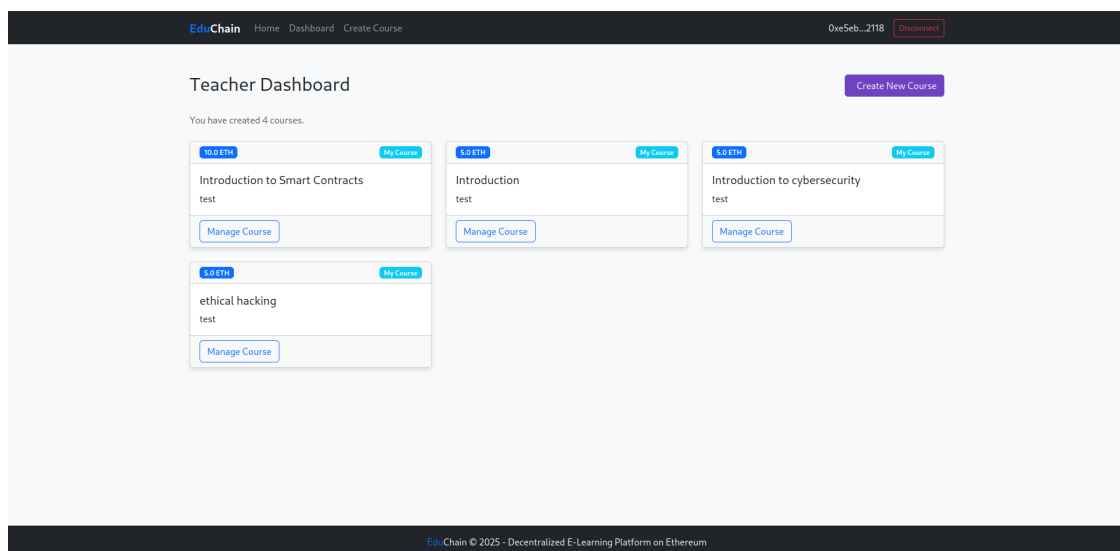 EduChain Home Dashboard Create Course 0xe5eb...2118 Disconnect
Teacher Dashboard Create New Course
You have created 4 courses.
10.0 ETH My Course
Introduction to Smart Contracts
test
Manage Course
5.0 ETH My Course
Introduction
test
Manage Course
5.0 ETH My Course
Introduction to cybersecurity
test
Manage Course
5.0 ETH My Course
ethical hacking
test
Manage Course
EduChain © 2025 - Decentralized E-Learning Platform on Ethereum